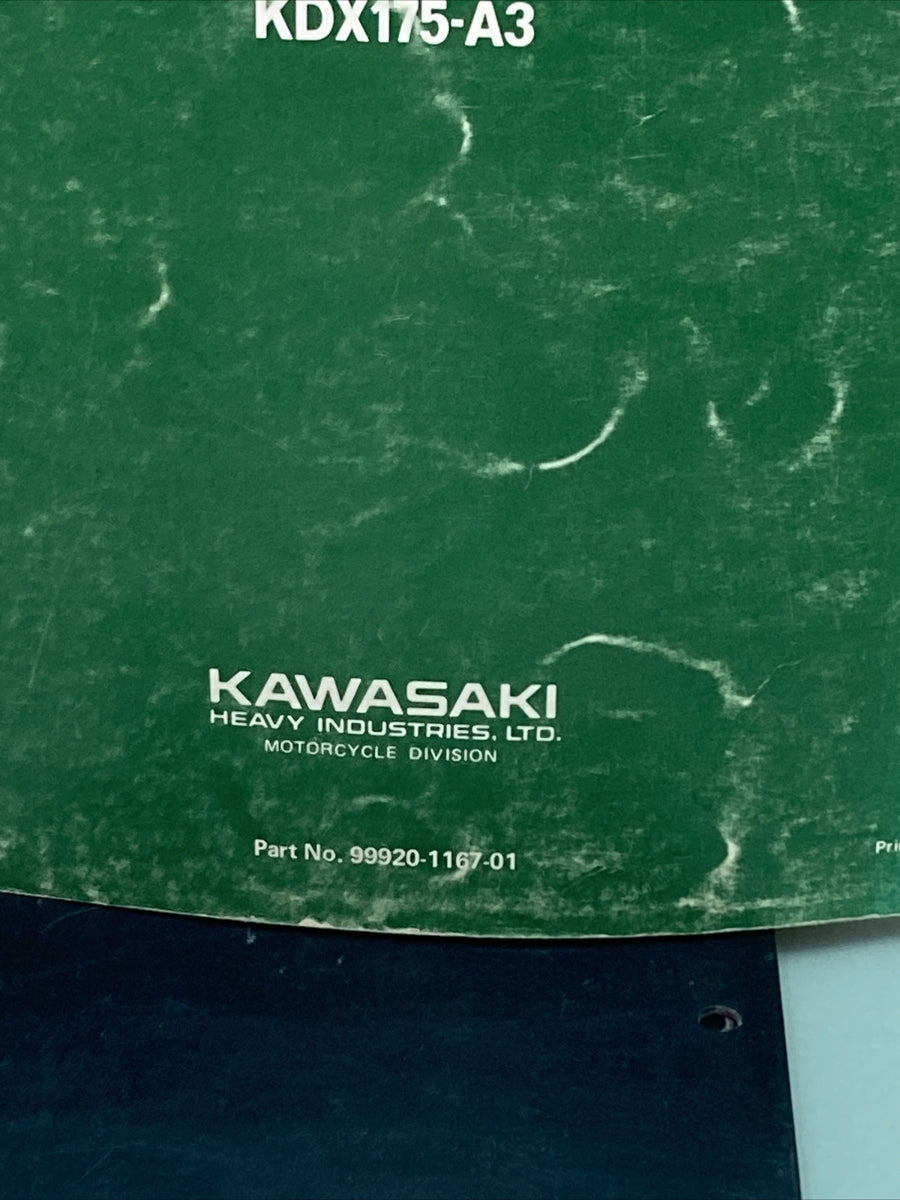 KDX175-A3
KAWASAKI
HEAVY INDUSTRIES, LTD.
MOTORCYCLE DIVISION
Part No. 99920-1167-01